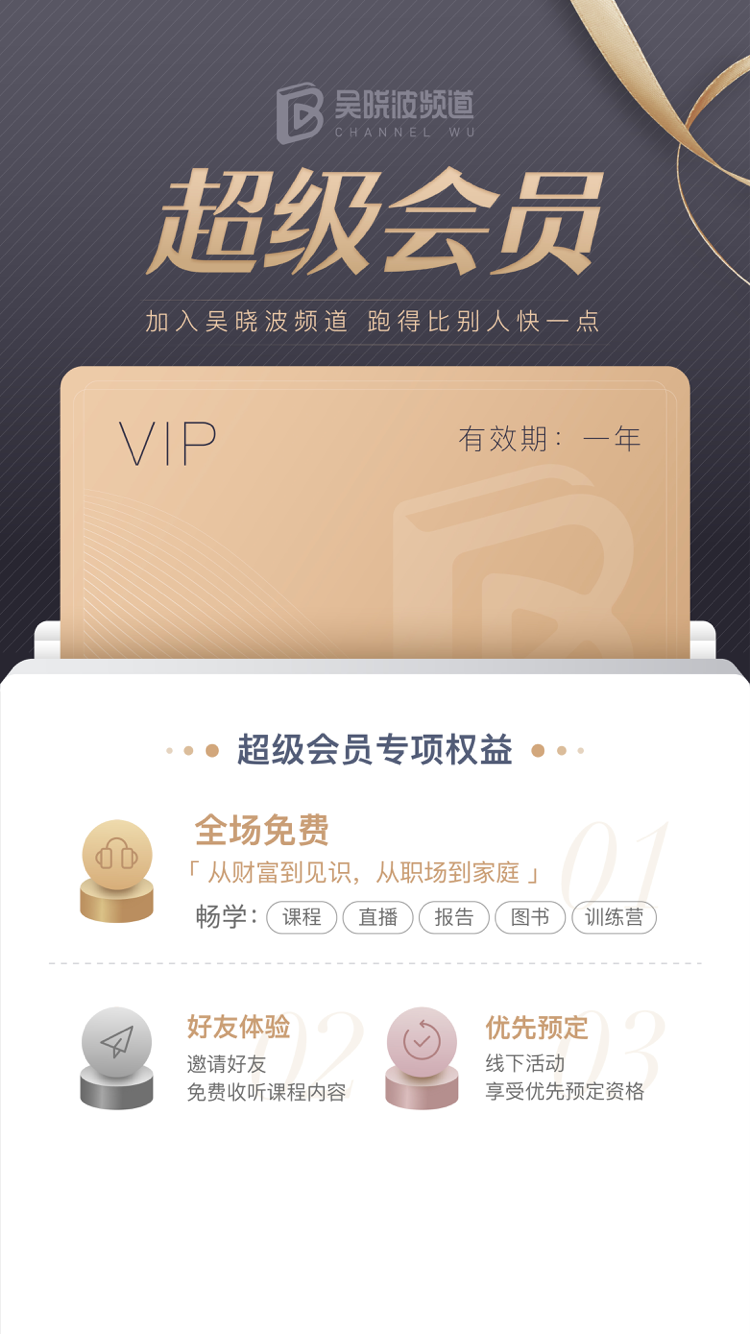 吴晓波频道
CHANNEL WU
超级会员
加入吴晓波频道 跑得比别人快一点
VIP
有效期：一年
超级会员专项权益
01
全场免费
「从财富到见识，从职场到家庭」
畅学： 课程 直播 报告 图书 训练营
02
好友体验
邀请好友
免费收听课程内容
03
优先预定
线下活动
享受优先预定资格